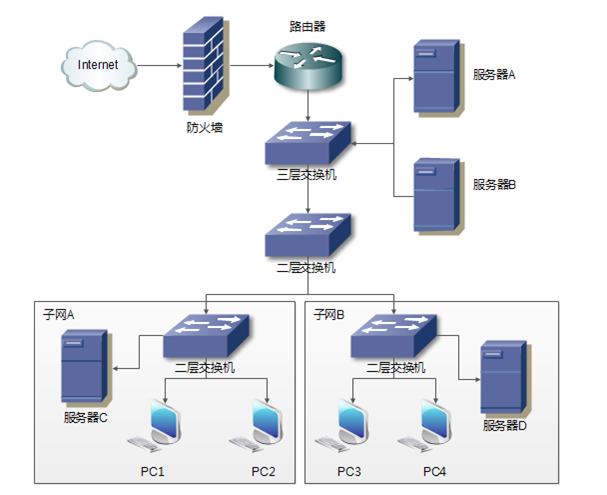 路由器
Internet
服务器A
防火墙
三层交换机
服务器B
二层交换机
子网A
子网B
二层交换机
二层交换机
服务器C
服务器D
PC1
PC2
PC3
PC4